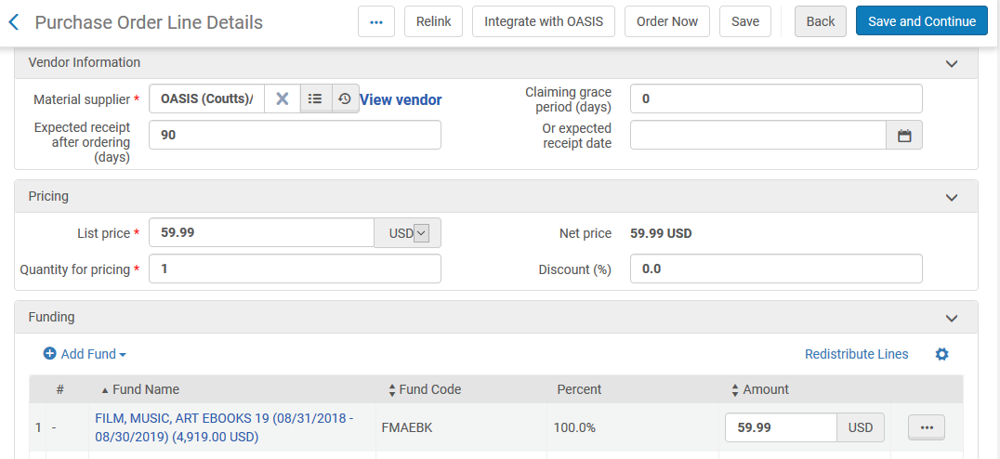 Purchase Order Line Details
... Relink Integrate with OASIS Order Now Save Back Save and Continue
Vendor Information
Material supplier * OASIS (Coutts)/ View vendor
Claiming grace
period (days) 0
Expected receipt
after ordering
(days) 90
Or expected
receipt date
Pricing
List price * 59.99 USD Net price 59.99 USD
Quantity for pricing * 1 Discount (%) 0.0
Funding
Add Fund Redistribute Lines
# Fund Name Fund Code Percent Amount
1 - FILM, MUSIC, ART EBOOKS 19 (08/31/2018 -
08/30/2019) (4,919.00 USD) FMAEBK 100.0% 59.99 USD ...